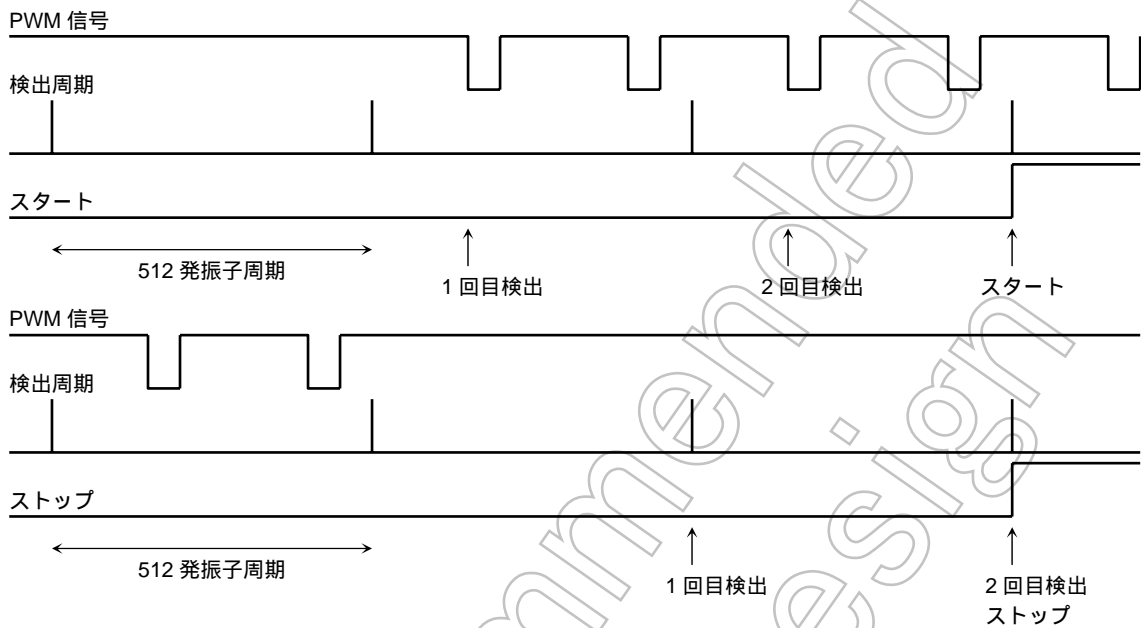 PWM 信号
検出周期
スタート
512 発振子周期
1 回目検出
2 回目検出
スタート
PWM 信号
検出周期
ストップ
512 発振子周期
1 回目検出
2 回目検出
ストップ
mmended
esign